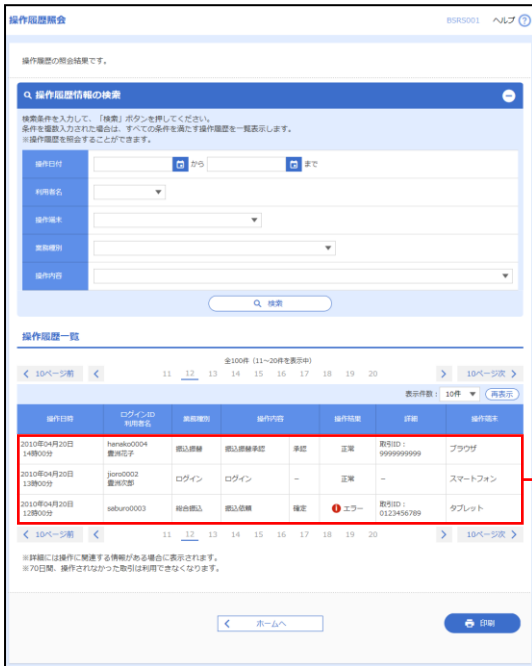 操作履歴照会
BSRS001 ヘルプ ?
操作履歴の照会結果です。
操作履歴情報の検索
検索条件を入力して、「検索」ボタンを押してください。
条件を複数入力された場合は、すべての条件を満たす操作履歴を一覧表示します。
※操作履歴を照会することができます。
操作日付 から まで
利用者名
操作端末
業務種別
操作内容
検索
操作履歴一覧
全100件(11~20件を表示中)
10ページ前 11 12 13 14 15 16 17 18 19 20 10ページ次
表示件数: 10件 再表示
操作日時 ログインID 利用者名 業務種別 操作内容 操作結果 詳細 操作端末
2010年04月20日 14時00分 hanako0004 豊洲花子 振込振替 振込振替承認 承認 正常 取引ID: 9999999999 ブラウザ
2010年04月20日 13時00分 jioro0002 豊洲次郎 ログイン ログイン - 正常 - スマートフォン
2010年04月20日 12時00分 saburo0003 総合振込 振込依頼 確定 エラー 取引ID: 0123456789 タブレット
10ページ前 11 12 13 14 15 16 17 18 19 20 10ページ次
※詳細には操作に関連する情報がある場合に表示されます。
※70日間、操作されなかった取引は利用できなくなります。
ホームへ
印刷